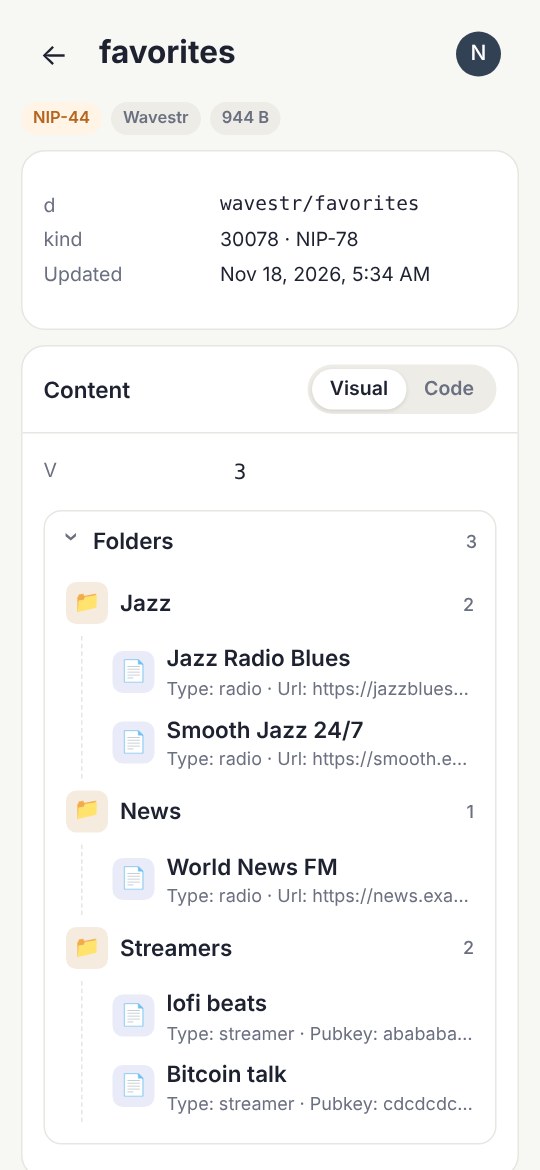 ← favorites N
NIP-44 Wavestr 944 B
d wavestr/favorites
kind 30078 · NIP-78
Updated Nov 18, 2026, 5:34 AM
Content Visual Code
V 3
Folders 3
Jazz 2
Jazz Radio Blues
Type: radio · Url: https://jazzblues...
Smooth Jazz 24/7
Type: radio · Url: https://smooth.e...
News 1
World News FM
Type: radio · Url: https://news.exa...
Streamers 2
lofi beats
Type: streamer · Pubkey: abababa...
Bitcoin talk
Type: streamer · Pubkey: cdcdcdc...